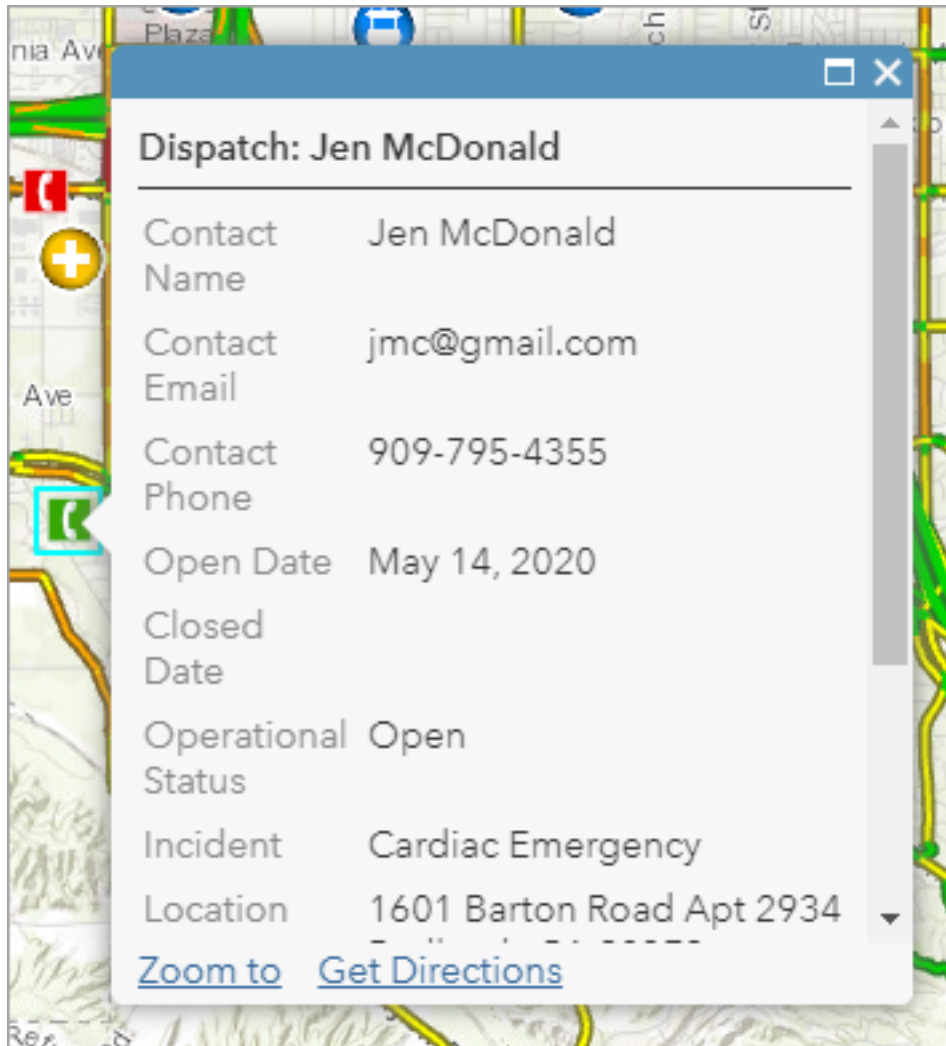 Plaza
nia Ave
Dispatch: Jen McDonald
Contact Name
Jen McDonald
Contact Email
jmc@gmail.com
Ave
Contact Phone
909-795-4355
Open Date May 14, 2020
Closed Date
Operational Status
Open
Incident Cardiac Emergency
Location 1601 Barton Road Apt 2934
Zoom to Get Directions